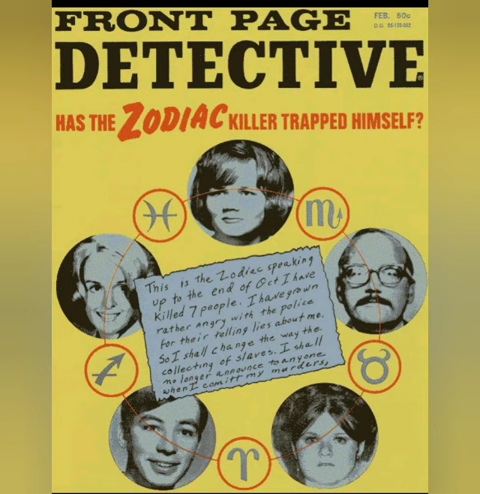 FRONT PAGE
FEB. 50c
DETECTIVE
HAS THE ZODIAC KILLER TRAPPED HIMSELF?
This is the Zodiac speaking
up to the end of Oct I have
killed 7 people. I have grown
rather angry with the police
for their telling lies about me.
So I shall change the way the
collecting of slaves. I shall
no longer announce to anyone
when I comitt my murders,